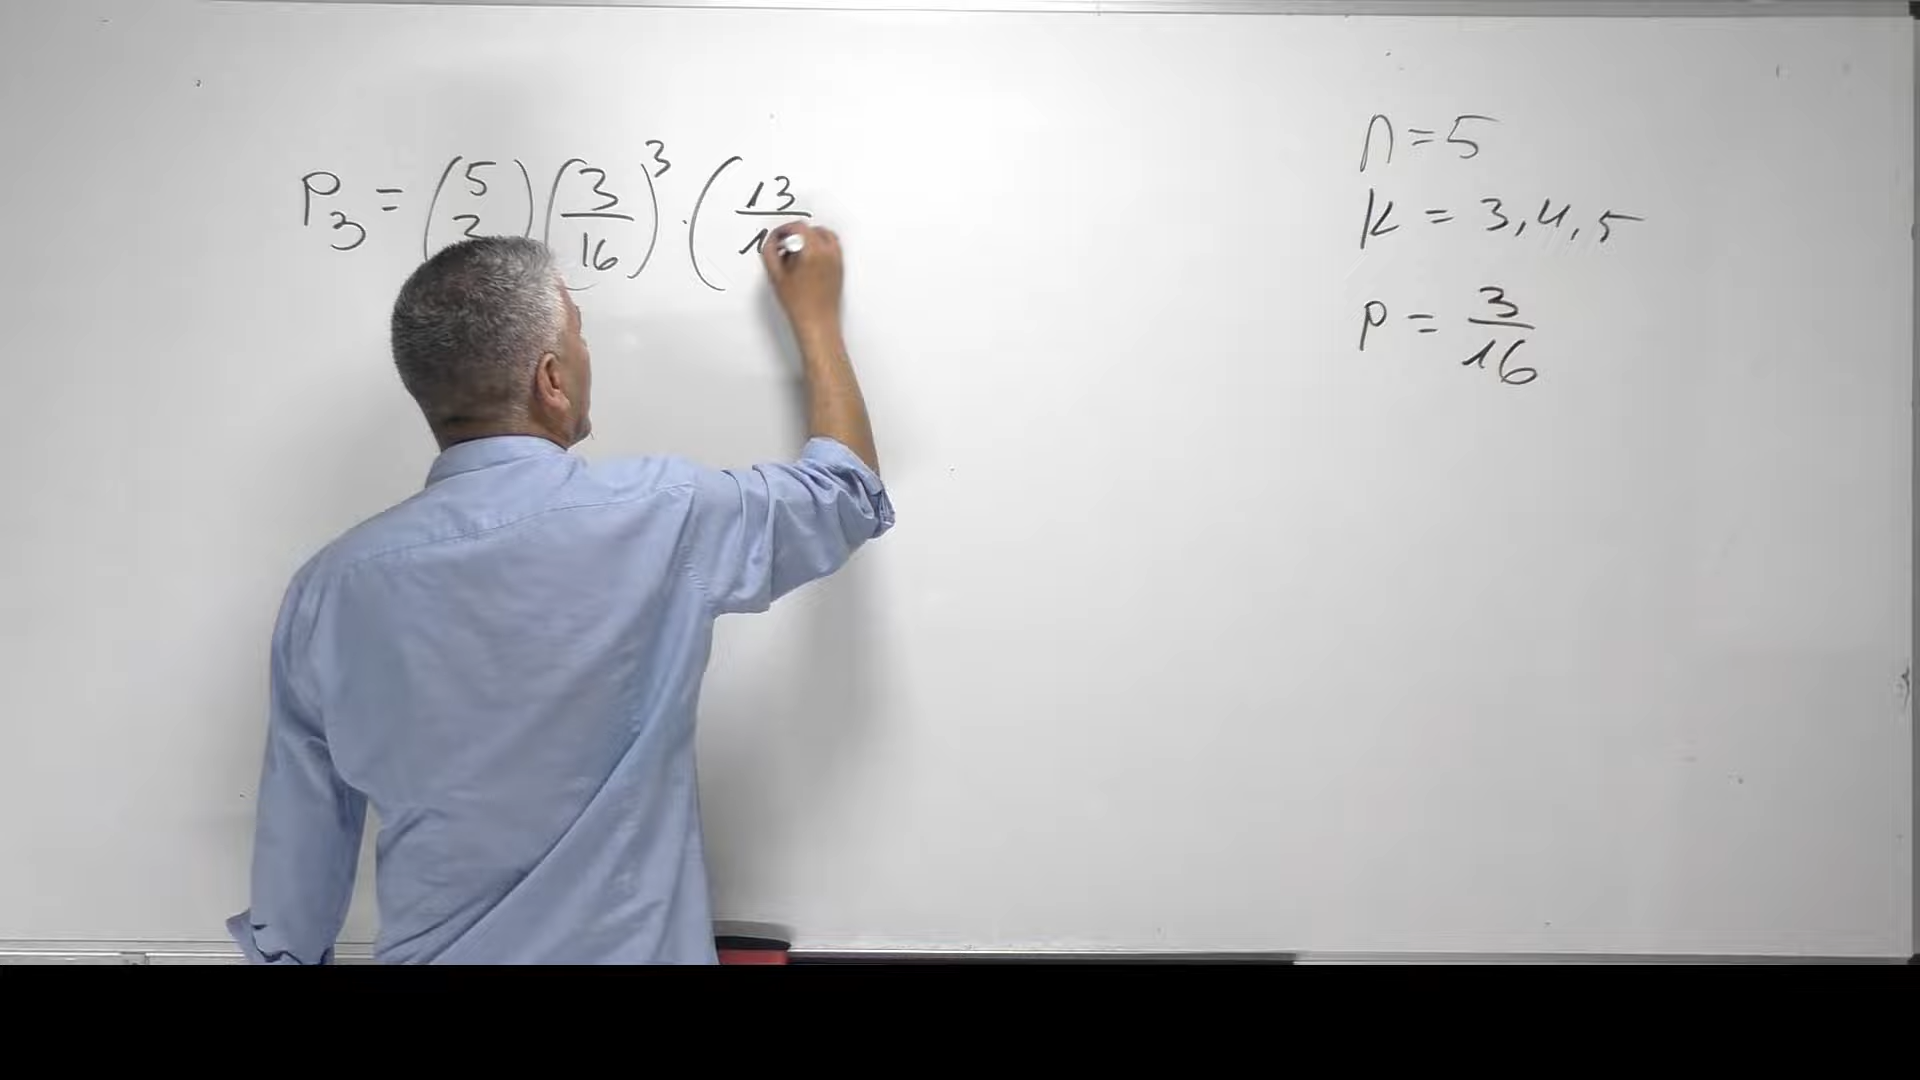 P₃ = (5 3) (3/16)³ · (13/1
n = 5
k = 3, 4, 5
p = 3/16